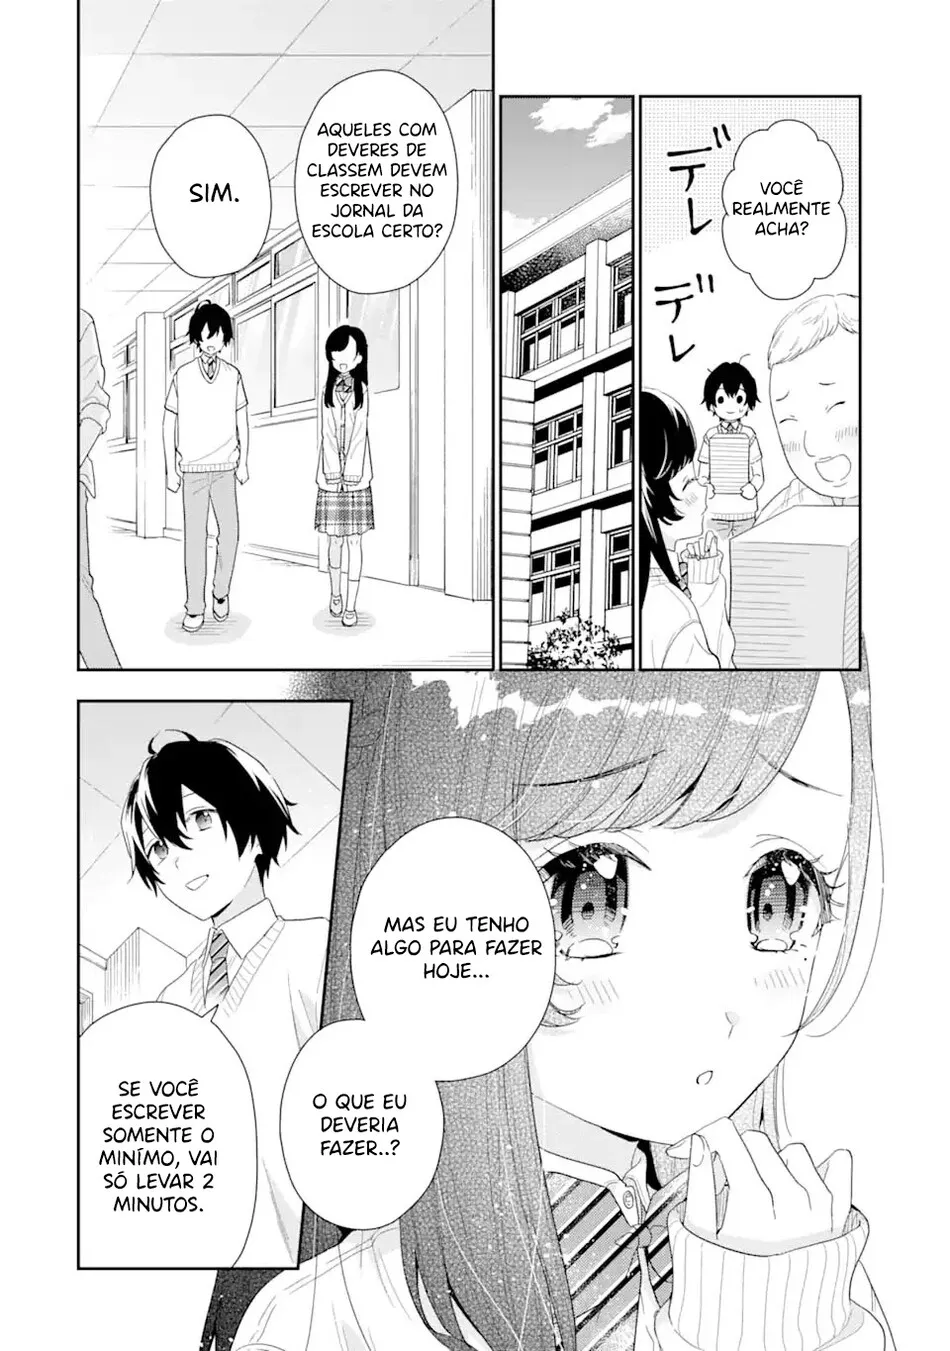 VOCÊ
REALMENTE
ACHA?
デレ
デレ
AQUELES COM
DEVERES DE
CLASSEM DEVEM
ESCREVER NO
JORNAL DA
ESCOLA CERTO?
SIM.
MAS EU TENHO
ALGO PARA FAZER
HOJE...
O QUE EU
DEVERIA
FAZER..?
SE VOCÊ
ESCREVER
SOMENTE O
MINÍMO, VAI
SÓ LEVAR 2
MINUTOS.